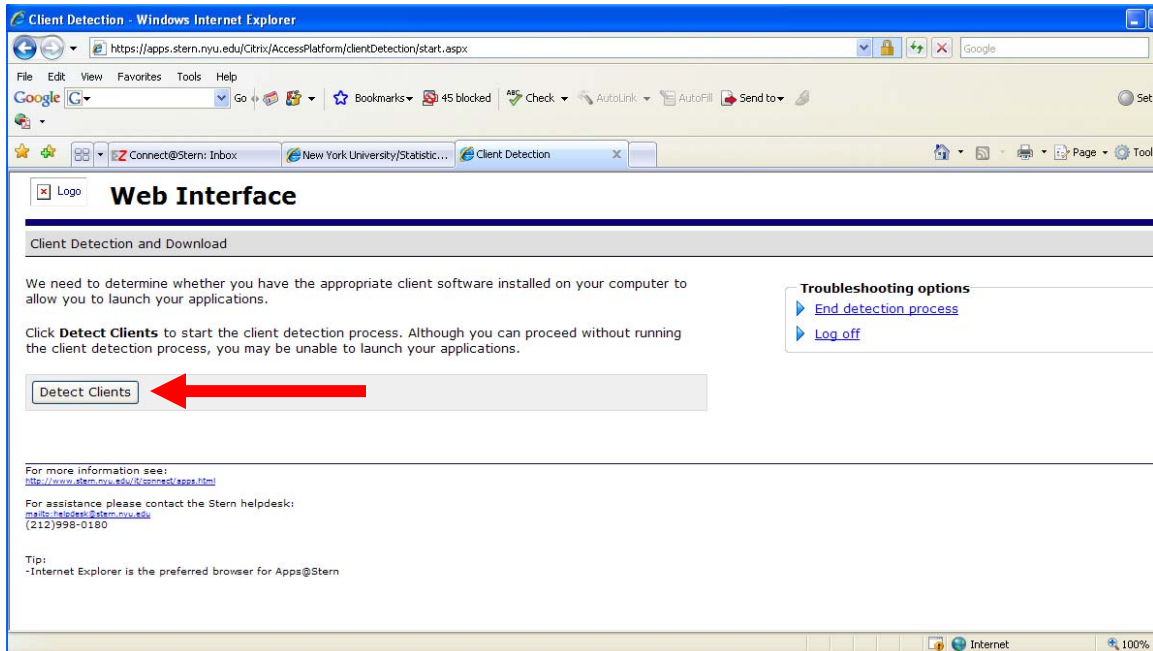 Client Detection - Windows Internet Explorer
https://apps.stern.nyu.edu/Citrix/AccessPlatform/clientDetection/start.aspx
Google
File Edit View Favorites Tools Help
Google G Go Bookmarks 45 blocked ABC Check AutoLink AutoFill Send to Set
Connect@Stern: Inbox New York University/Statistic... Client Detection X Page Tool
Logo Web Interface
Client Detection and Download
We need to determine whether you have the appropriate client software installed on your computer to
allow you to launch your applications.
Click Detect Clients to start the client detection process. Although you can proceed without running
the client detection process, you may be unable to launch your applications.
Detect Clients
Troubleshooting options
End detection process
Log off
For more information see:
http://www.stern.nyu.edu/it/connect/apps.html
For assistance please contact the Stern helpdesk:
mailto:helpdesk@stern.nyu.edu
(212)998-0180
Tip:
-Internet Explorer is the preferred browser for Apps@Stern
Internet 100%